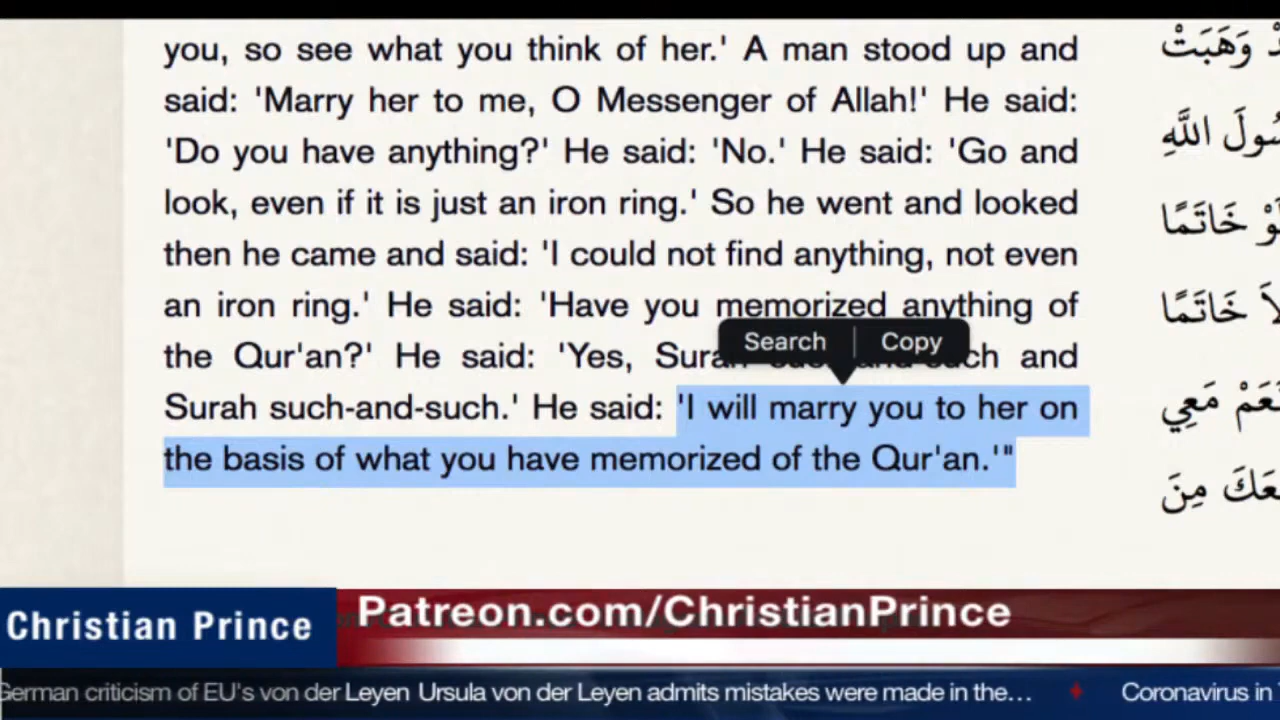 you, so see what you think of her.' A man stood up and
said: 'Marry her to me, O Messenger of Allah!' He said:
'Do you have anything?' He said: 'No.' He said: 'Go and
look, even if it is just an iron ring.' So he went and looked
then he came and said: 'I could not find anything, not even
an iron ring.' He said: 'Have you memorized anything of
Search Copy
the Qur'an?' He said: 'Yes, Surah such-and-such and
Surah such-and-such.' He said: 'I will marry you to her on
the basis of what you have memorized of the Qur'an.'"
وَهَبَتْ
اللَّهِ
خَاتَمًا
خَاتَمًا
مَعِي
مِنَ
Christian Prince
Patreon.com/ChristianPrince
German criticism of EU's von der Leyen Ursula von der Leyen admits mistakes were made in the... Coronavirus in